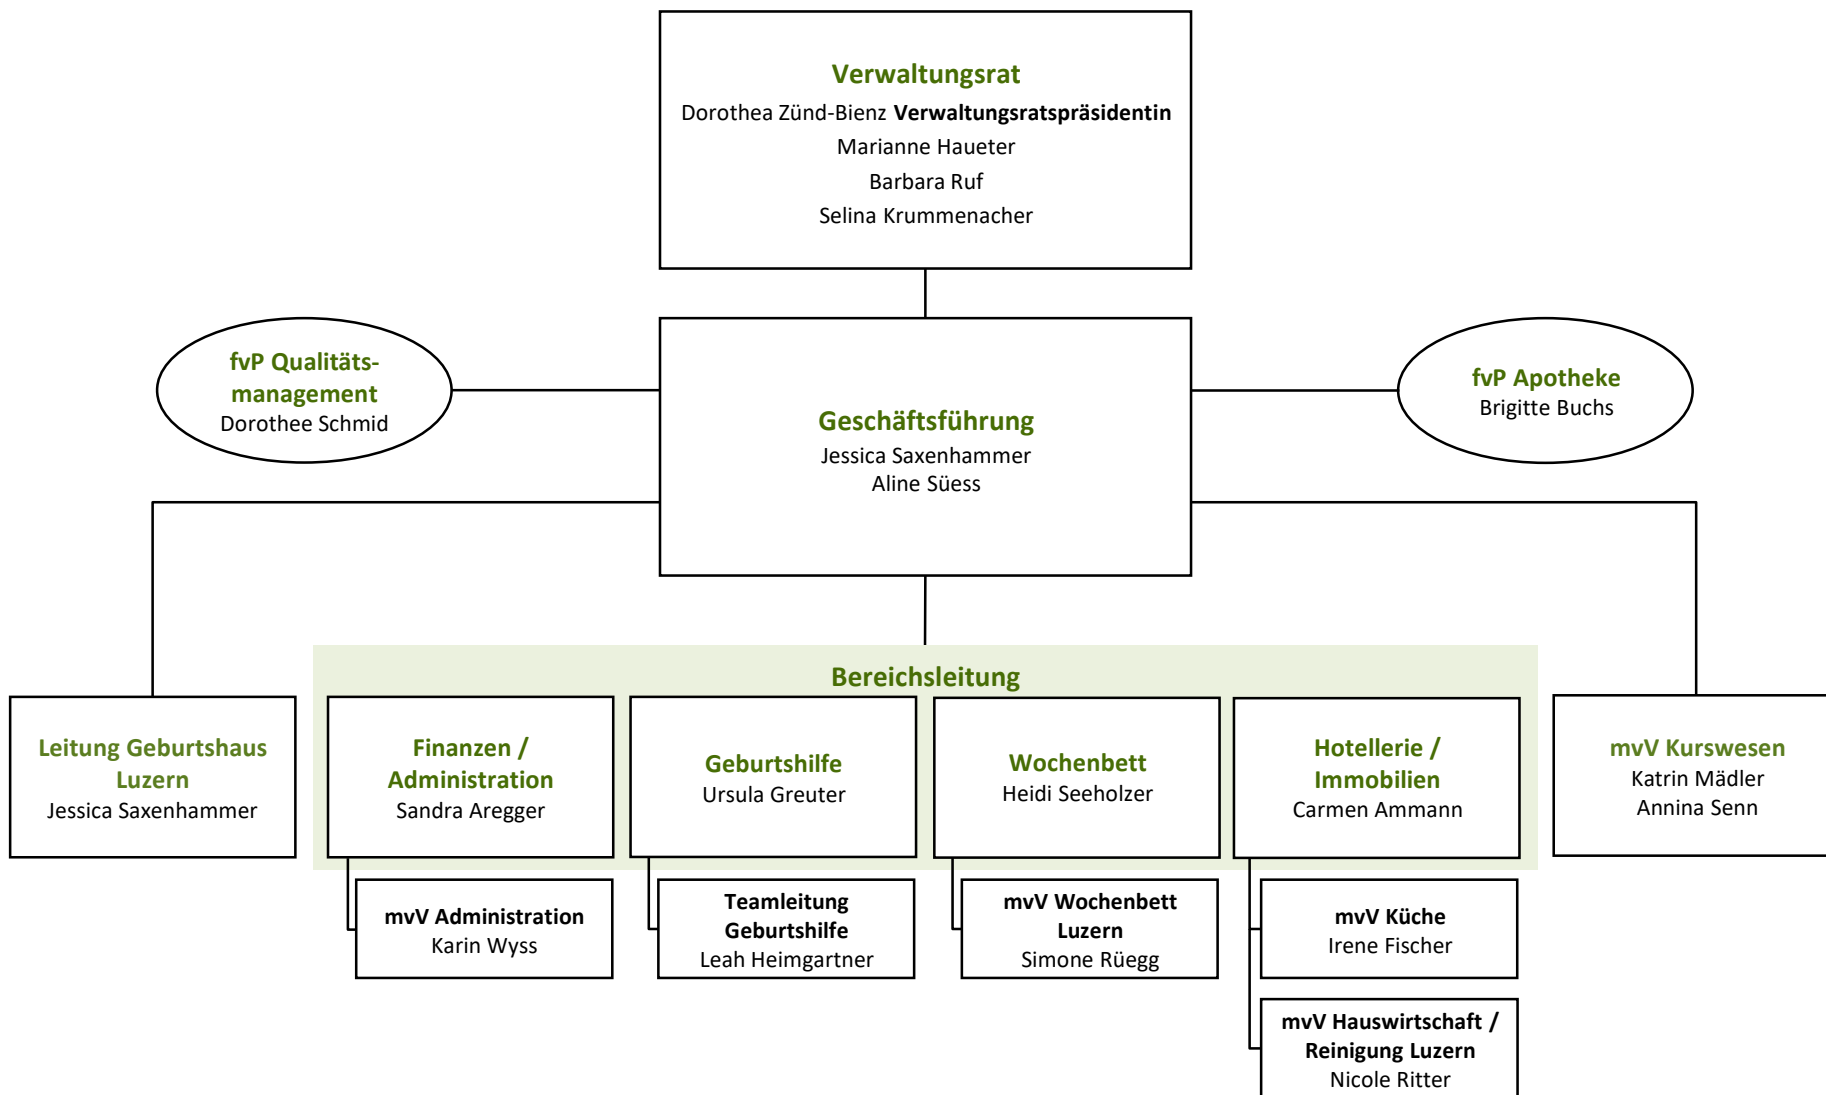 Verwaltungsrat
Dorothea Zünd-Bienz Verwaltungsratspräsidentin
Marianne Haueter
Barbara Ruf
Selina Krummenacher
fvP Qualitäts-
management
Dorothee Schmid
Geschäftsführung
Jessica Saxenhammer
Aline Süess
fvP Apotheke
Brigitte Buchs
Bereichsleitung
Leitung Geburtshaus
Luzern
Jessica Saxenhammer
Finanzen /
Administration
Sandra Aregger
Geburtshilfe
Ursula Greuter
Wochenbett
Heidi Seeholzer
Hotellerie /
Immobilien
Carmen Ammann
mvV Kurswesen
Katrin Mädler
Annina Senn
mvV Administration
Karin Wyss
Teamleitung
Geburtshilfe
Leah Heimgartner
mvV Wochenbett
Luzern
Simone Rüegg
mvV Küche
Irene Fischer
mvV Hauswirtschaft /
Reinigung Luzern
Nicole Ritter